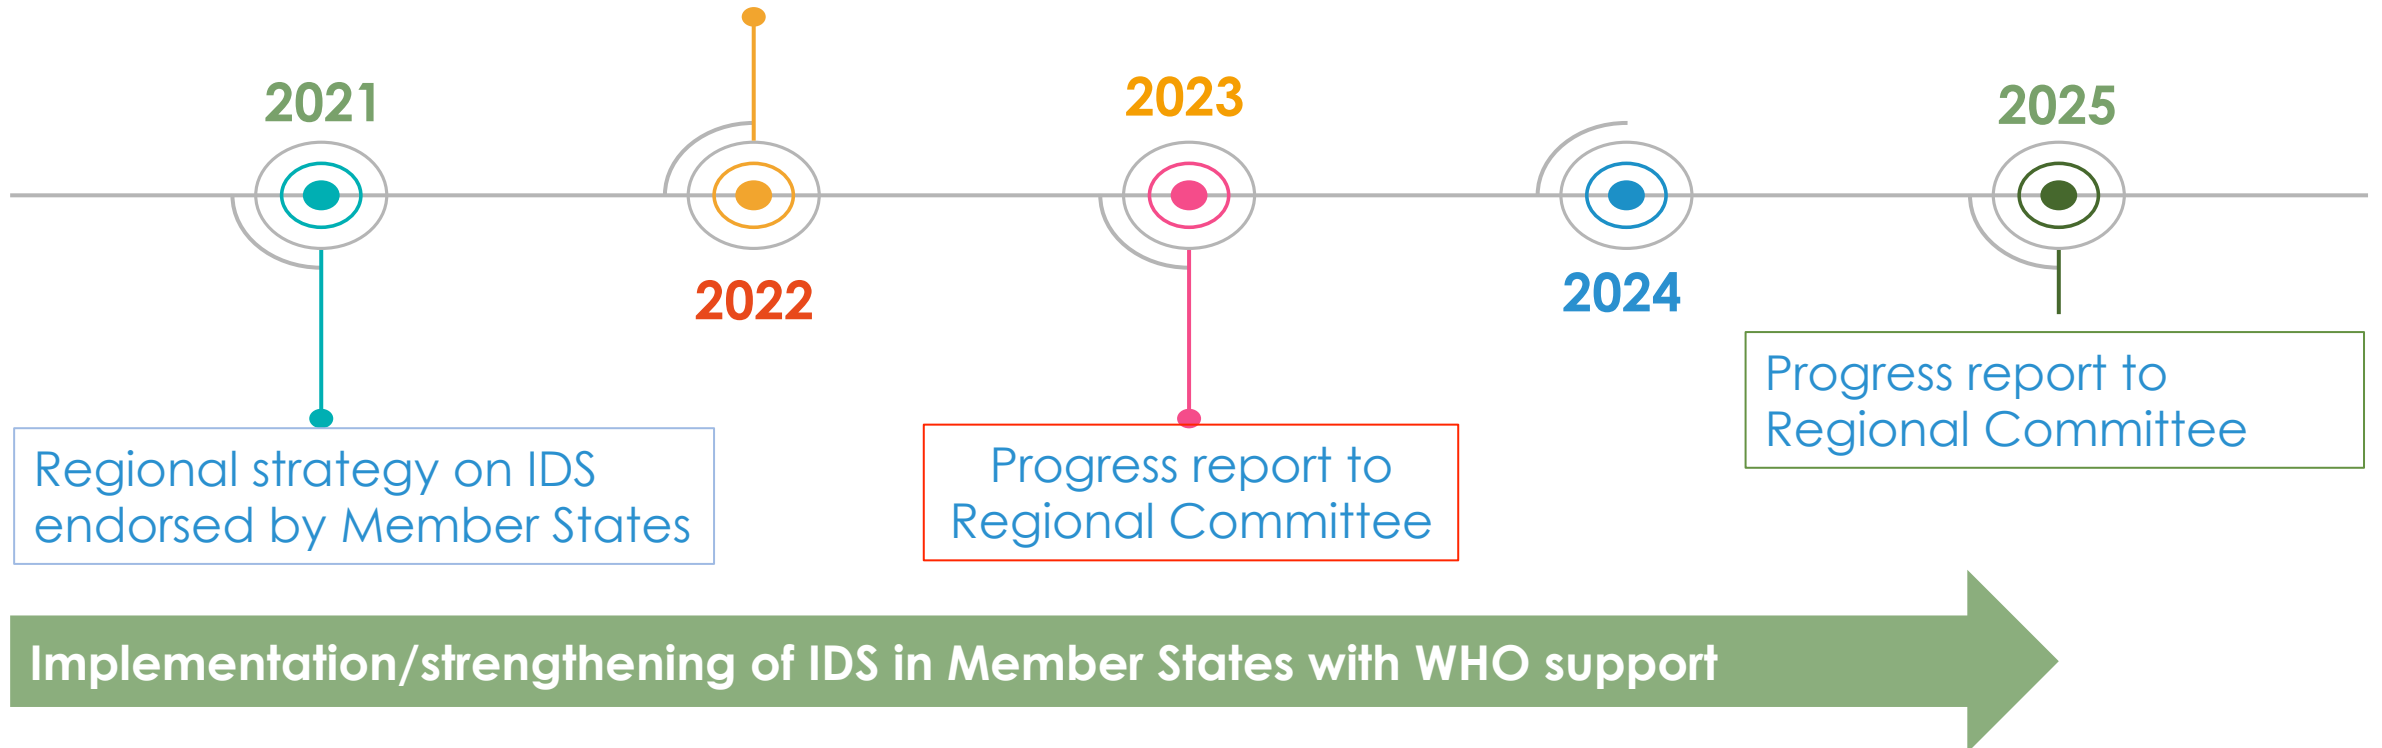 2021
2023
2025
2022
2024
Regional strategy on IDS
endorsed by Member States
Progress report to
Regional Committee
Progress report to
Regional Committee
Implementation/strengthening of IDS in Member States with WHO support